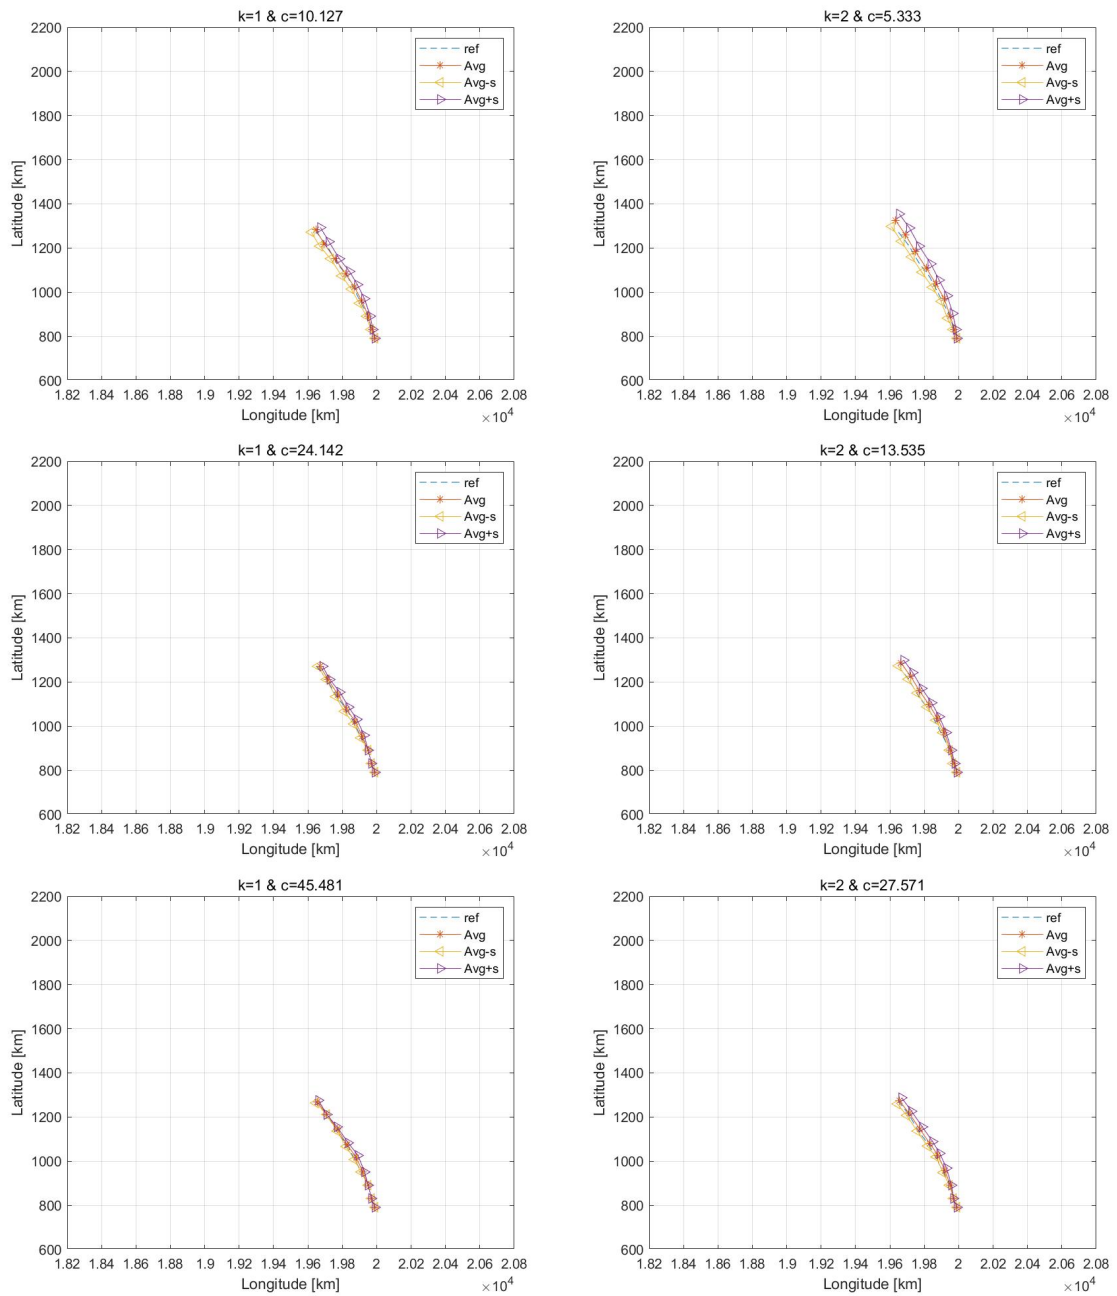 k=1 & c=10.127
2200
2000
1800
1600
1400
1200
1000
800
600
Latitude [km]
ref
Avg
Avg-s
Avg+s
1.82 1.84 1.86 1.88 1.9 1.92 1.94 1.96 1.98 2 2.02 2.04 2.06 2.08
Longitude [km]
×10⁴
k=2 & c=5.333
2200
2000
1800
1600
1400
1200
1000
800
600
Latitude [km]
ref
Avg
Avg-s
Avg+s
1.82 1.84 1.86 1.88 1.9 1.92 1.94 1.96 1.98 2 2.02 2.04 2.06 2.08
Longitude [km]
×10⁴
k=1 & c=24.142
2200
2000
1800
1600
1400
1200
1000
800
600
Latitude [km]
ref
Avg
Avg-s
Avg+s
1.82 1.84 1.86 1.88 1.9 1.92 1.94 1.96 1.98 2 2.02 2.04 2.06 2.08
Longitude [km]
×10⁴
k=2 & c=13.535
2200
2000
1800
1600
1400
1200
1000
800
600
Latitude [km]
ref
Avg
Avg-s
Avg+s
1.82 1.84 1.86 1.88 1.9 1.92 1.94 1.96 1.98 2 2.02 2.04 2.06 2.08
Longitude [km]
×10⁴
k=1 & c=45.481
2200
2000
1800
1600
1400
1200
1000
800
600
Latitude [km]
ref
Avg
Avg-s
Avg+s
1.82 1.84 1.86 1.88 1.9 1.92 1.94 1.96 1.98 2 2.02 2.04 2.06 2.08
Longitude [km]
×10⁴
k=2 & c=27.571
2200
2000
1800
1600
1400
1200
1000
800
600
Latitude [km]
ref
Avg
Avg-s
Avg+s
1.82 1.84 1.86 1.88 1.9 1.92 1.94 1.96 1.98 2 2.02 2.04 2.06 2.08
Longitude [km]
×10⁴